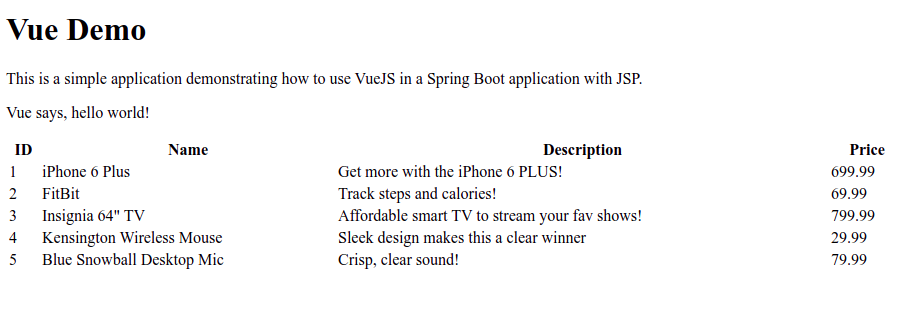 Vue Demo
This is a simple application demonstrating how to use VueJS in a Spring Boot application with JSP.
Vue says, hello world!
ID Name Description Price
1 iPhone 6 Plus Get more with the iPhone 6 PLUS! 699.99
2 FitBit Track steps and calories! 69.99
3 Insignia 64" TV Affordable smart TV to stream your fav shows! 799.99
4 Kensington Wireless Mouse Sleek design makes this a clear winner 29.99
5 Blue Snowball Desktop Mic Crisp, clear sound! 79.99